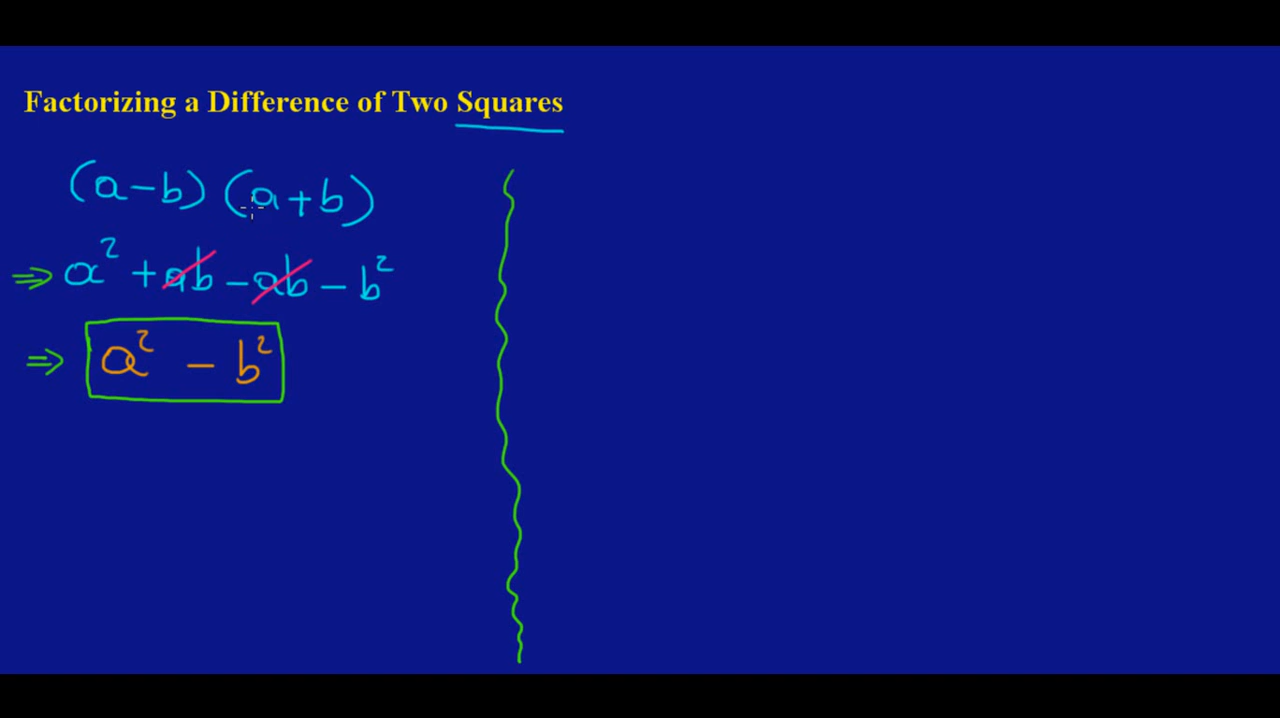 Factorizing a Difference of Two Squares
(a-b) (a+b)
⇒ a² + ab - ab - b²
⇒ a² - b²